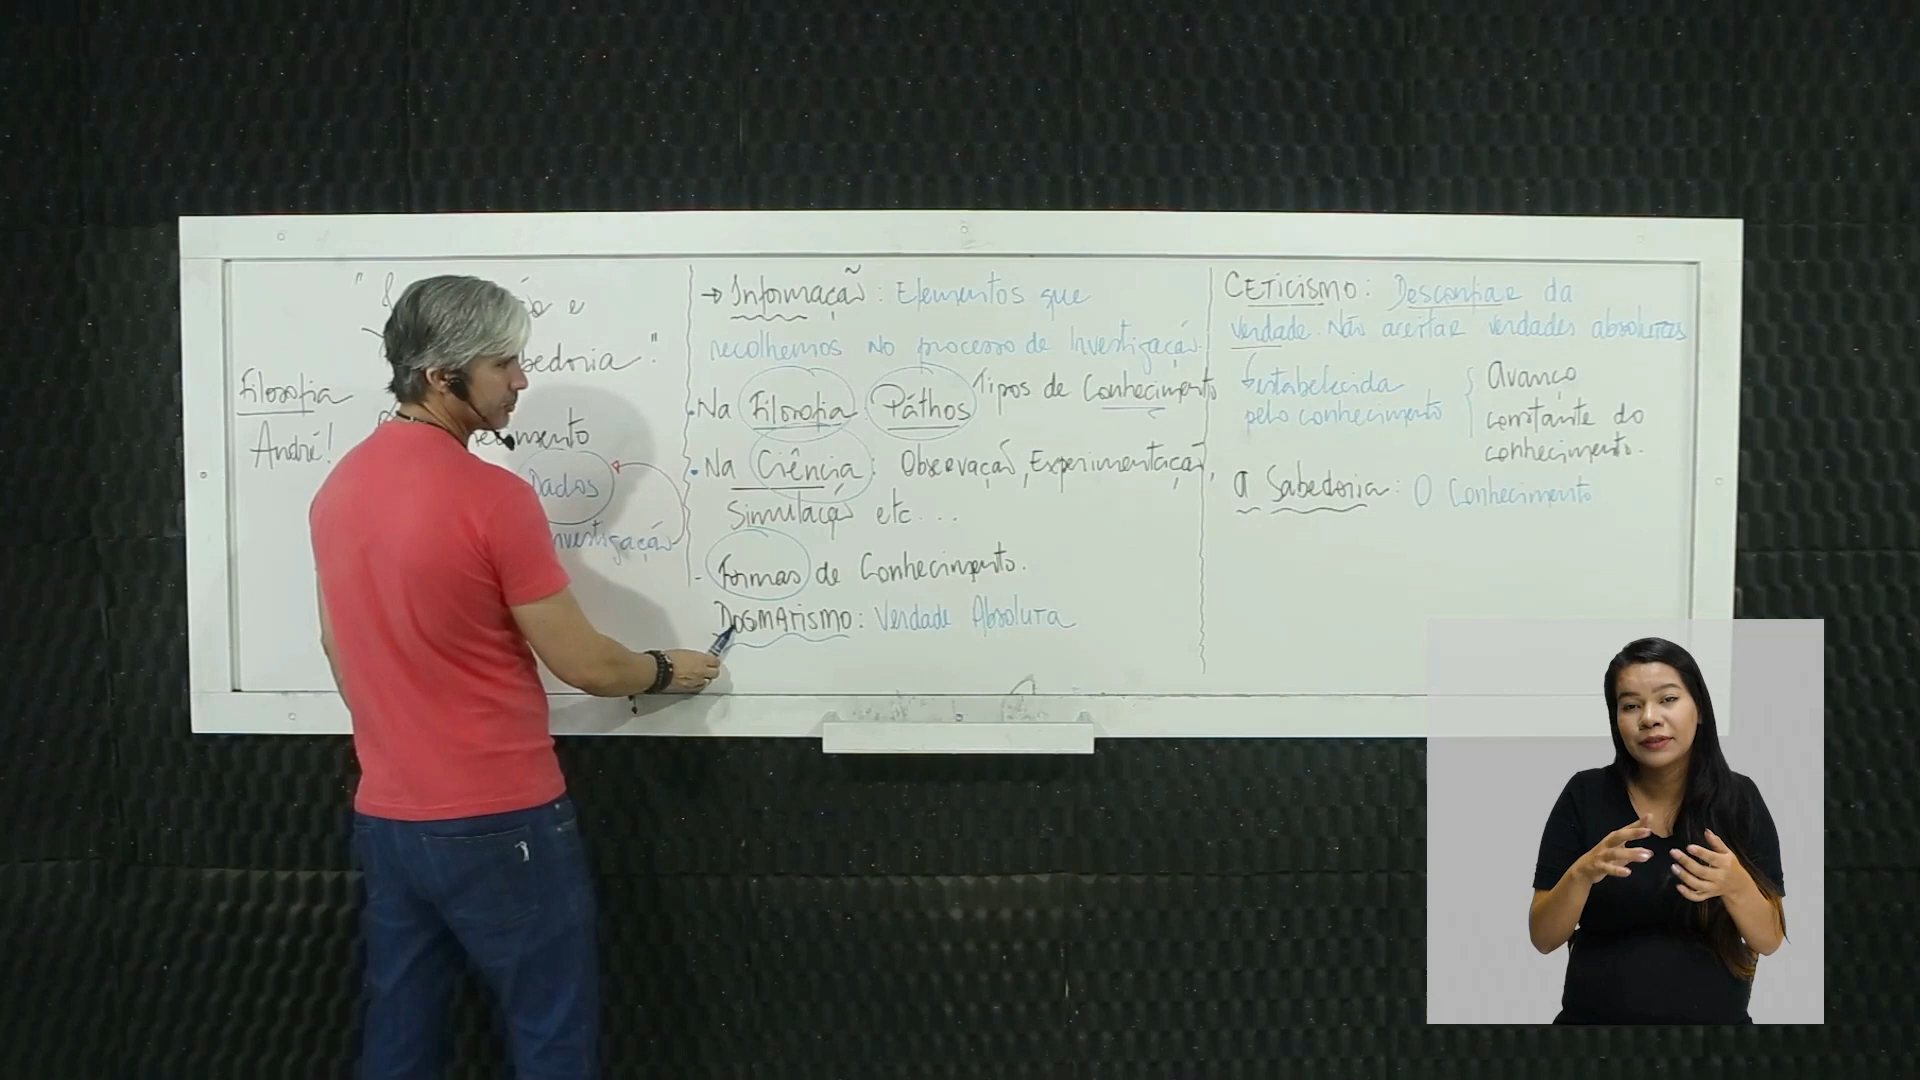 Filosofia
André!
Dados
→ Informação: Elementos que
recolhemos no processo de Investigação.
• Na Filosofia: Páthos Tipos de Conhecimento
• Na Ciência: Observação, Experimentação,
Simulação etc...
- Formas de Conhecimento.
DOGMATISMO: Verdade Absoluta
CETICISMO: Desconfiar da
verdade. Não aceitar verdades absolutas
estabelecida
pelo conhecimento
Avanço
constante do
conhecimento.
a Sabedoria: O Conhecimento